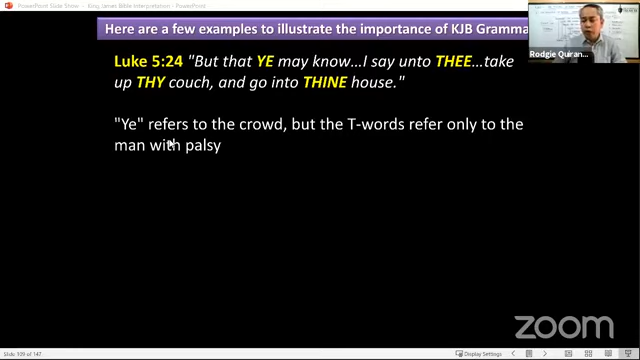 PowerPoint Slide Show - King James Bible Interpretation - PowerPoint
Here are a few examples to illustrate the importance of KJB Gramma
Rodgie Quiran
Luke 5:24 "But that YE may know...I say unto THEE...take
up THY couch, and go into THINE house."
"Ye" refers to the crowd, but the T-words refer only to the
man with palsy
zoom
Slide 109 of 147
Display Settings